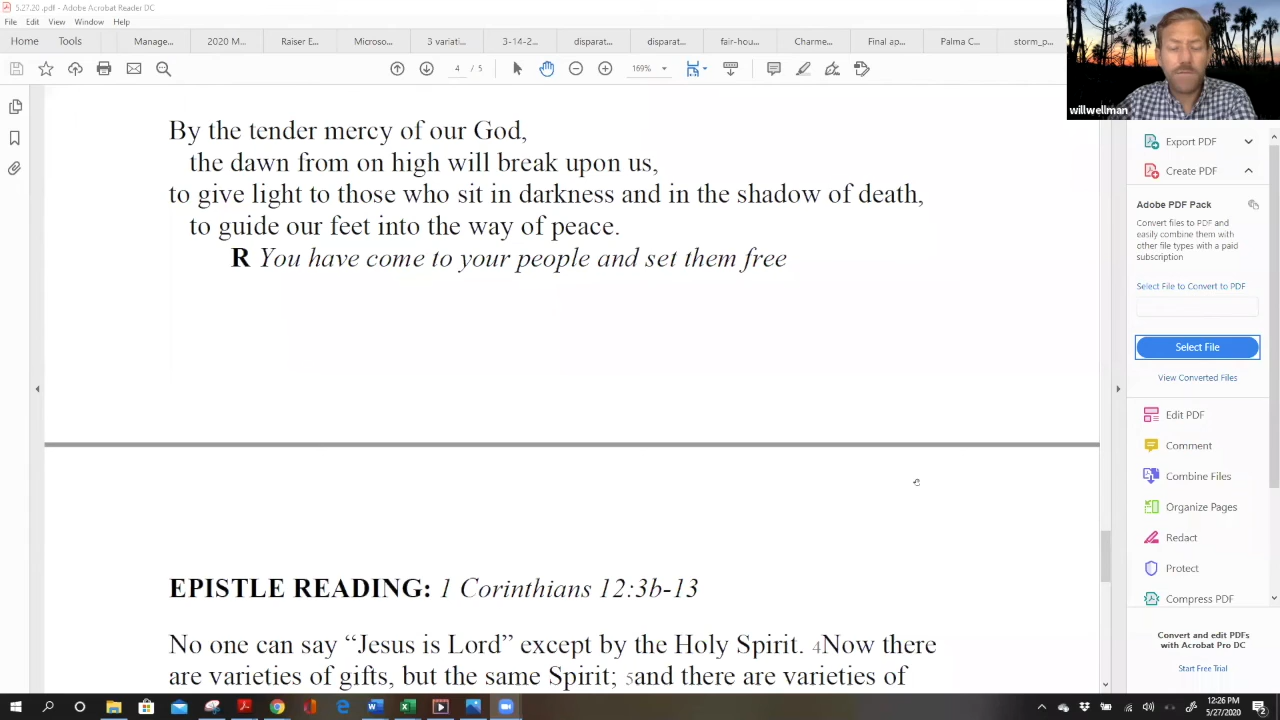 5.27.20 .pdf - Adobe Acrobat Reader DC
File Edit View Window Help
Home Tools Manage... 2020 M... Raiser E... Microso... 3 variati... 3-14-2... disparat... disparat... fair-hou... Charme... Final ap... Palma C... storm_p...
4 / 5 169%
willwellman
By the tender mercy of our God,
the dawn from on high will break upon us,
to give light to those who sit in darkness and in the shadow of death,
to guide our feet into the way of peace.
R You have come to your people and set them free
EPISTLE READING: 1 Corinthians 12:3b-13
No one can say “Jesus is Lord” except by the Holy Spirit. 4Now there
are varieties of gifts, but the same Spirit; 5and there are varieties of
Export PDF
Create PDF
Adobe PDF Pack
Convert files to PDF and
easily combine them with
other file types with a paid
subscription
Select File to Convert to PDF
Select File
View Converted Files
Edit PDF
Comment
Combine Files
Organize Pages
Redact
Protect
Compress PDF
Convert and edit PDFs
with Acrobat Pro DC
Start Free Trial
12:26 PM
5/27/2020
2